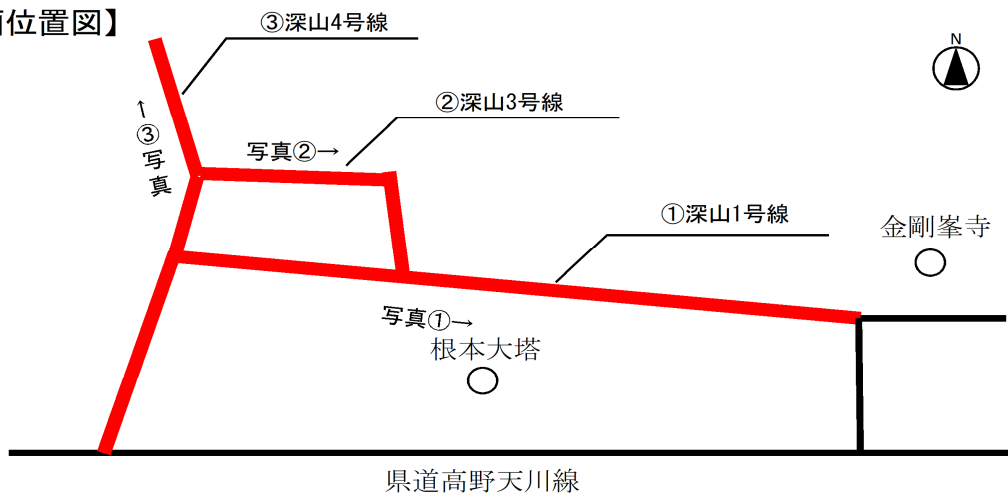 位置図】
③深山4号線
N
②深山3号線
←③写真
写真②→
①深山1号線
金剛峯寺
写真①→
根本大塔
県道高野天川線